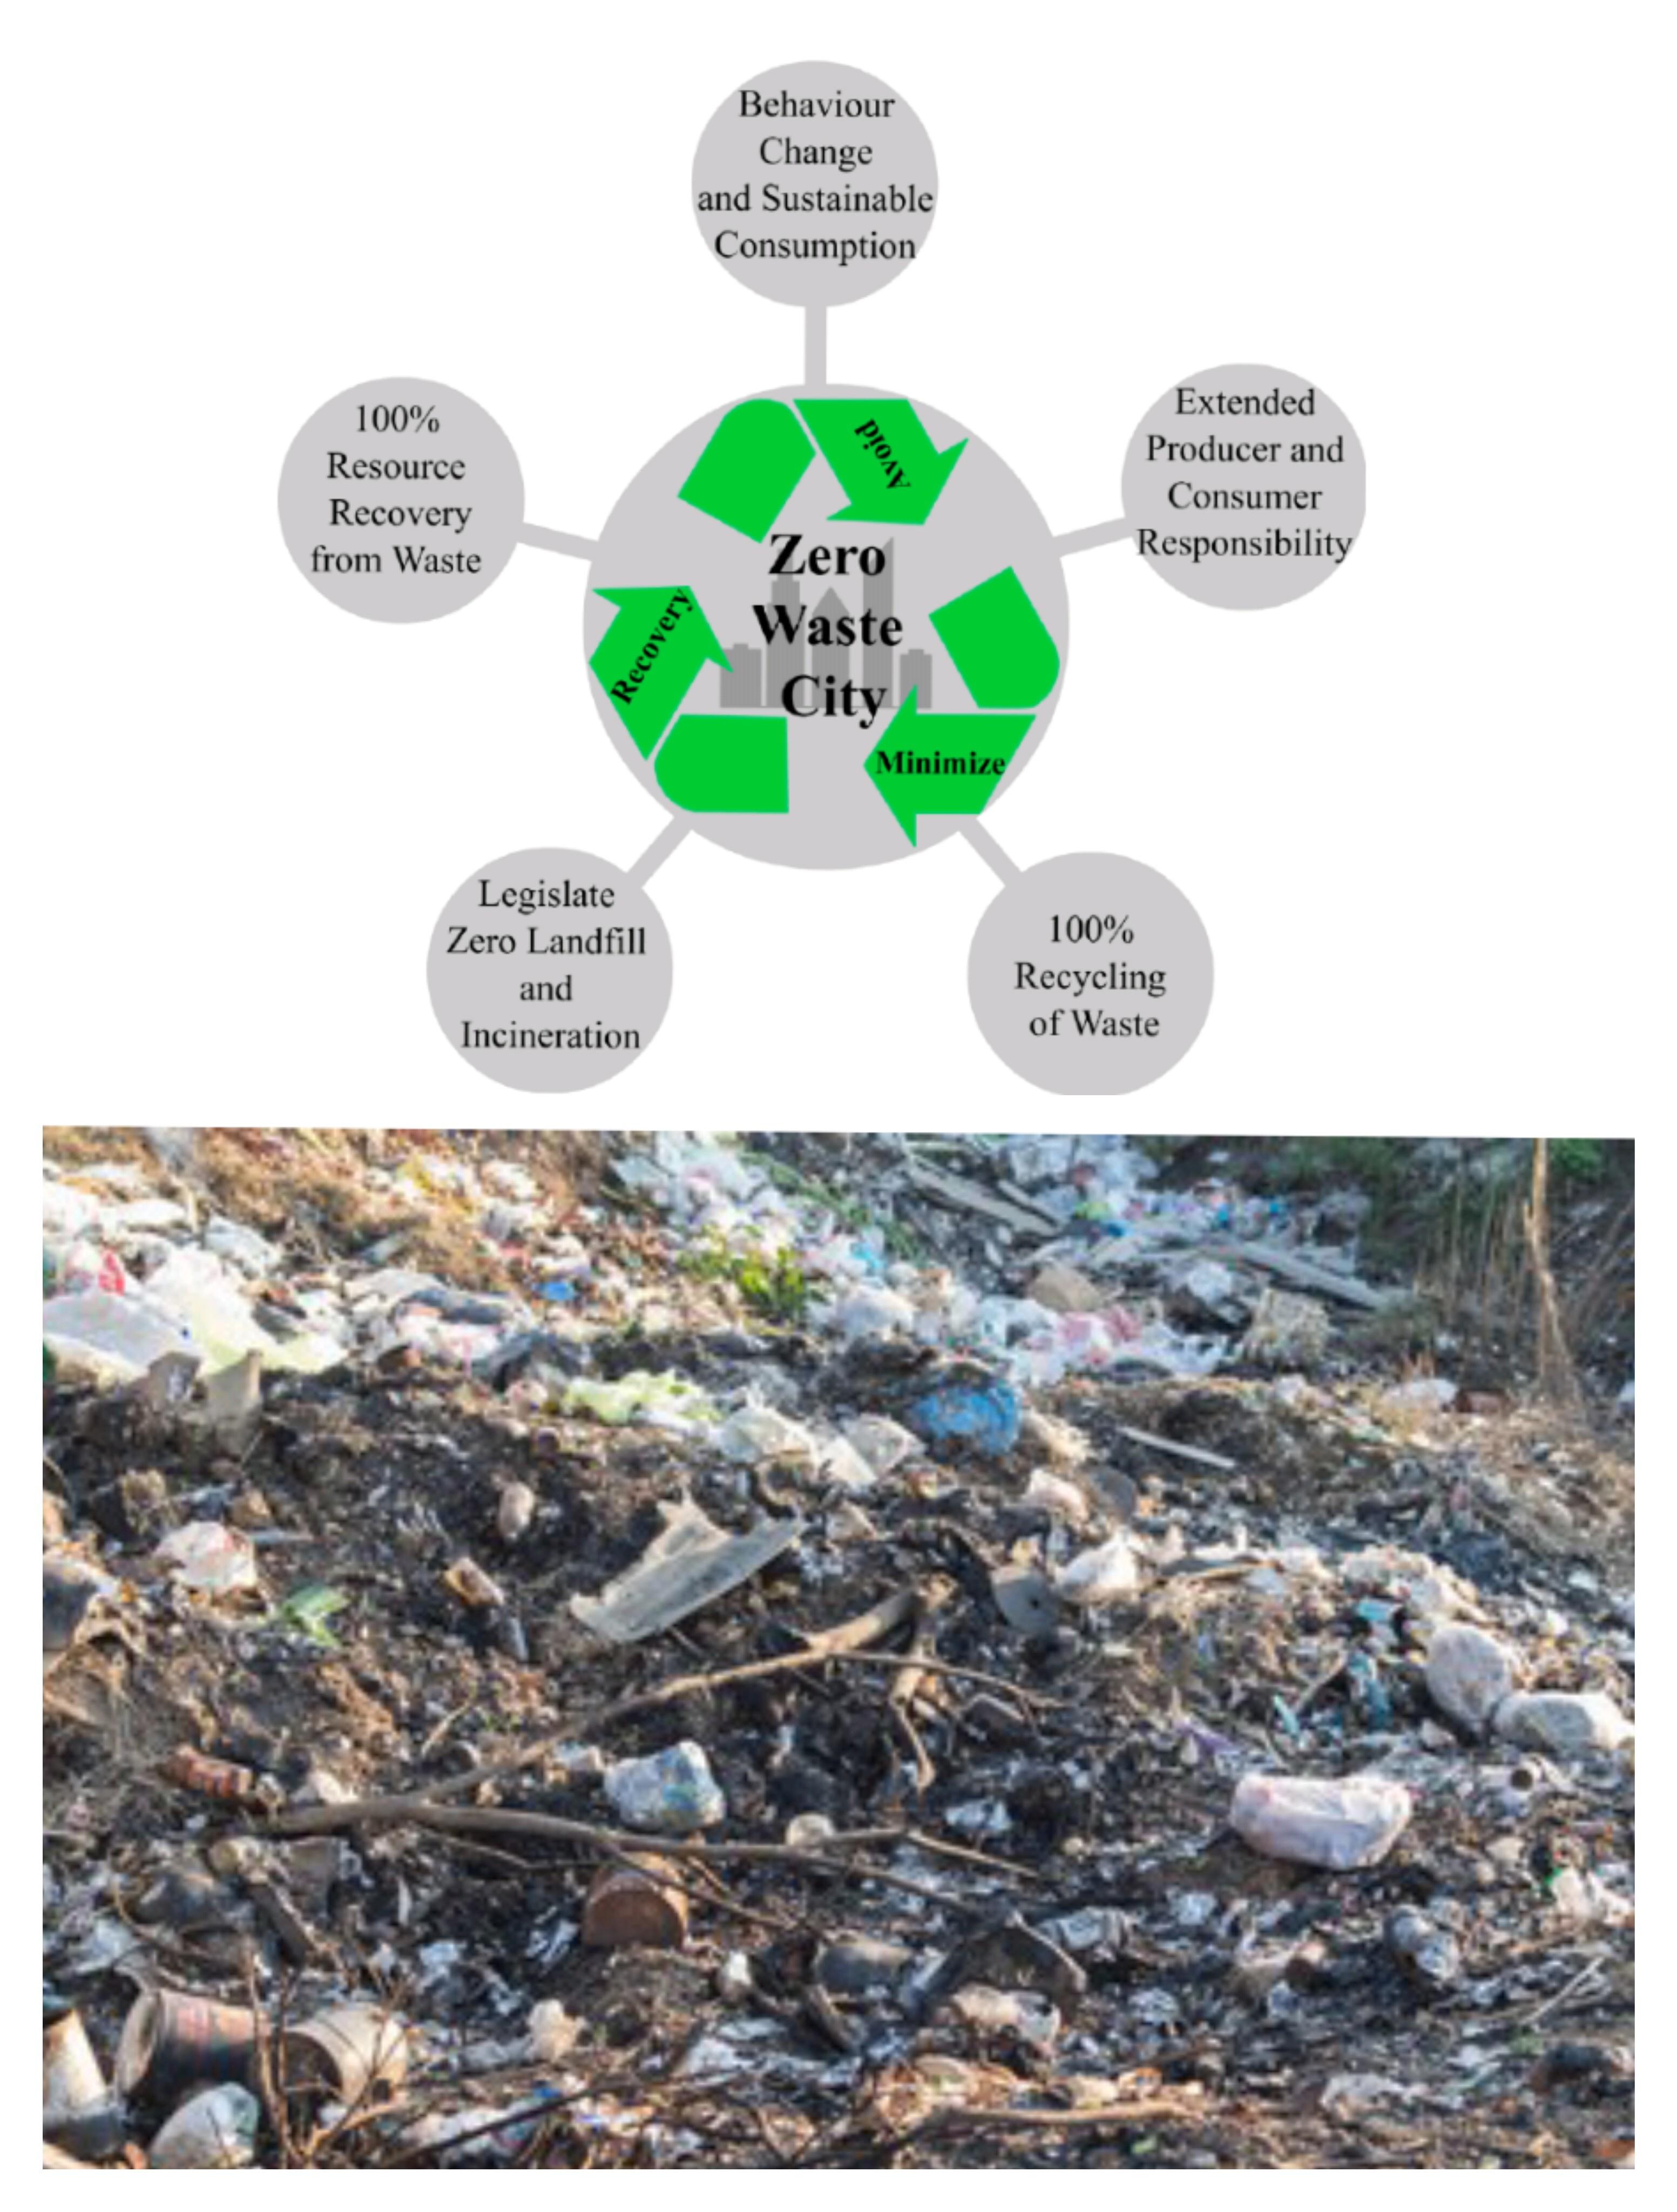 Behaviour
Change
and Sustainable
Consumption
Extended
Producer and
Consumer
Responsibility
100%
Resource
Recovery
from Waste
Avoid
Zero
Waste
City
Recovery
Minimize
Legislate
Zero Landfill
and
Incineration
100%
Recycling
of Waste